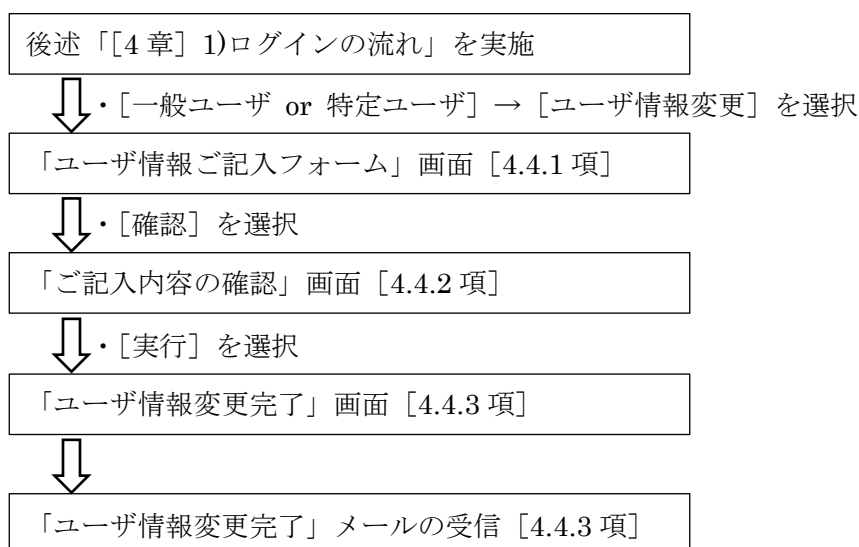 後述「[4 章] 1)ログインの流れ」を実施
・[一般ユーザ or 特定ユーザ] → [ユーザ情報変更] を選択
「ユーザ情報ご記入フォーム」画面 [4.4.1 項]
・[確認] を選択
「ご記入内容の確認」画面 [4.4.2 項]
・[実行] を選択
「ユーザ情報変更完了」画面 [4.4.3 項]
「ユーザ情報変更完了」メールの受信 [4.4.3 項]